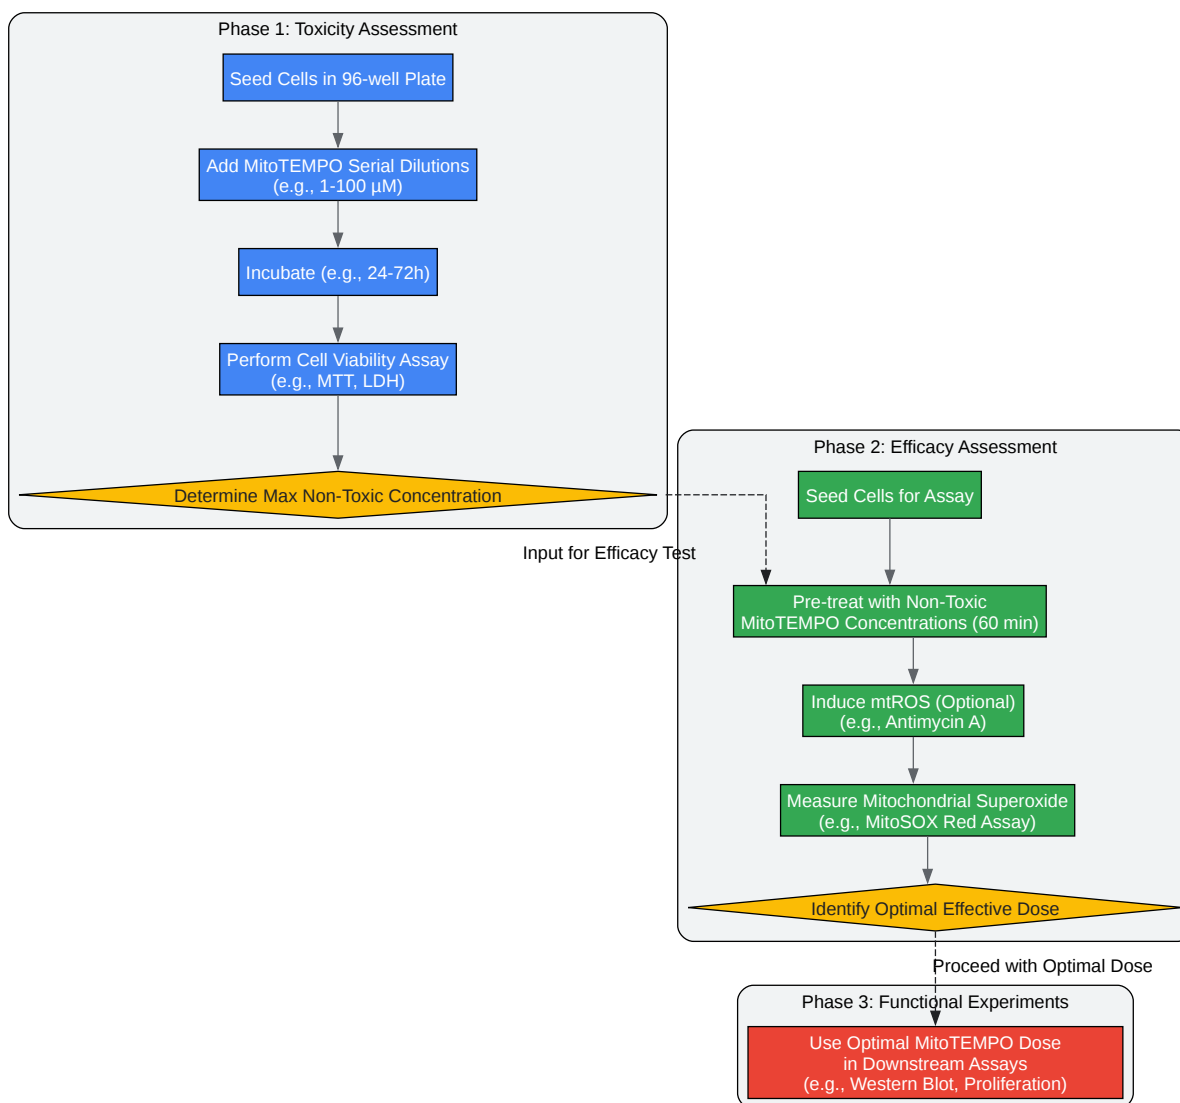 Phase 1: Toxicity Assessment
Seed Cells in 96-well Plate
Add MitoTEMPO Serial Dilutions
(e.g., 1-100 µM)
Incubate (e.g., 24-72h)
Perform Cell Viability Assay
(e.g., MTT, LDH)
Determine Max Non-Toxic Concentration
Input for Efficacy Test
Phase 2: Efficacy Assessment
Seed Cells for Assay
Pre-treat with Non-Toxic
MitoTEMPO Concentrations (60 min)
Induce mtROS (Optional)
(e.g., Antimycin A)
Measure Mitochondrial Superoxide
(e.g., MitoSOX Red Assay)
Identify Optimal Effective Dose
Proceed with Optimal Dose
Phase 3: Functional Experiments
Use Optimal MitoTEMPO Dose
in Downstream Assays
(e.g., Western Blot, Proliferation)